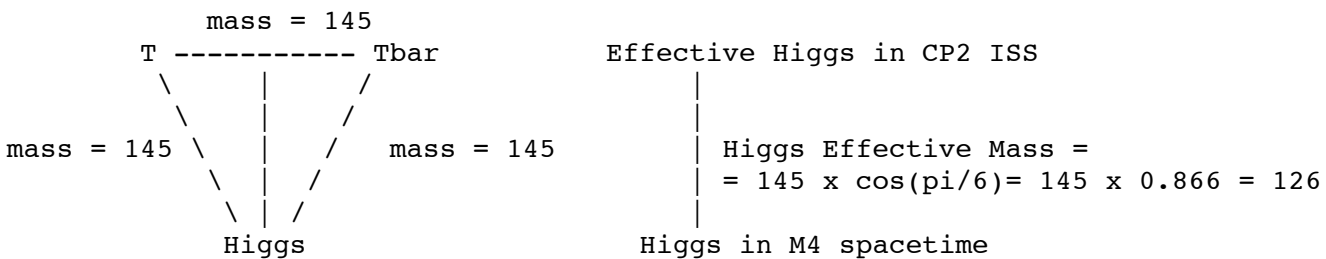 mass = 145
T ----------- Tbar Effective Higgs in CP2 ISS
mass = 145 mass = 145 Higgs Effective Mass =
= 145 x cos(pi/6)= 145 x 0.866 = 126
Higgs Higgs in M4 spacetime